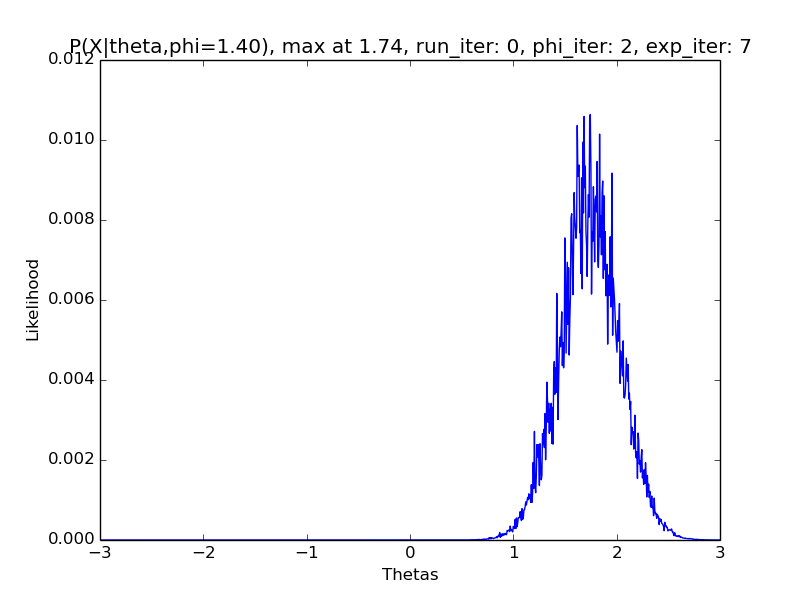 P(X|theta,phi=1.40), max at 1.74, run_iter: 0, phi_iter: 2, exp_iter: 7
0.012
0.010
0.008
0.006
0.004
0.002
0.000
Likelihood
−3 −2 −1 0 1 2 3
Thetas